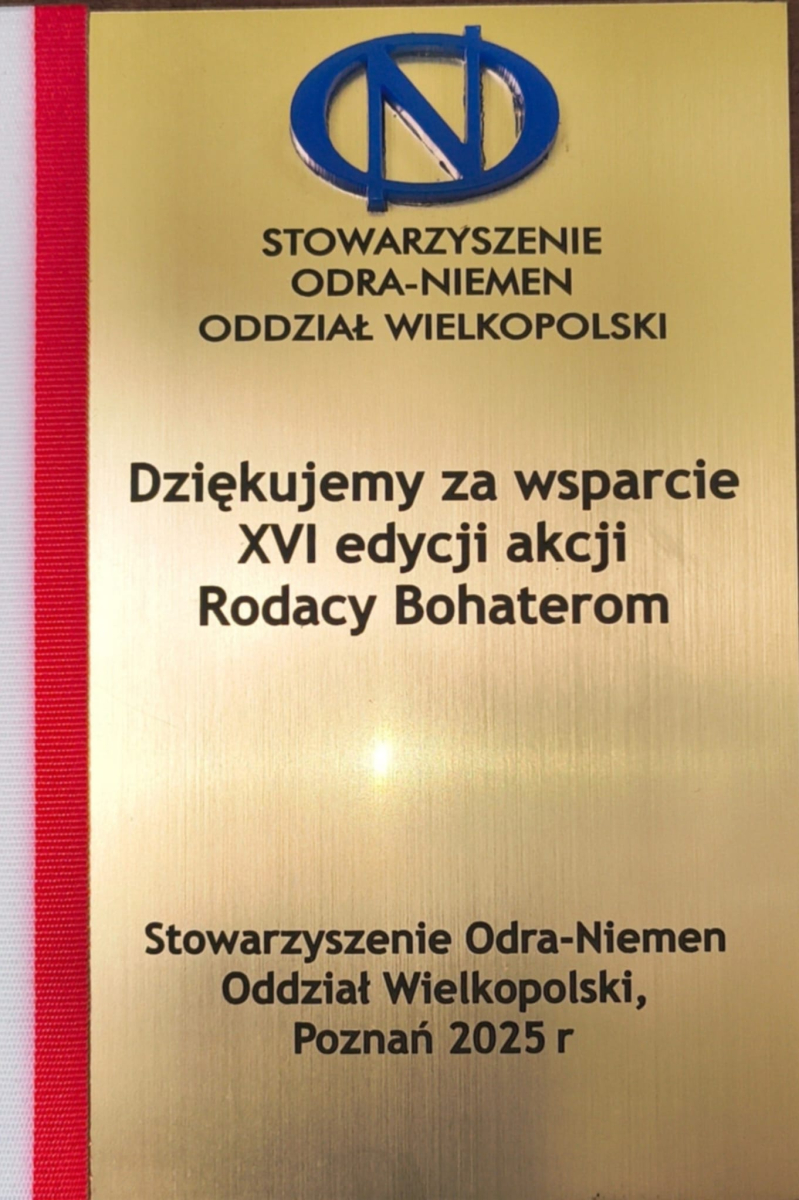 STOWARZYSZENIE
ODRA-NIEMEN
ODDZIAŁ WIELKOPOLSKI
Dziękujemy za wsparcie
XVI edycji akcji
Rodacy Bohaterom
Stowarzyszenie Odra-Niemen
Oddział Wielkopolski,
Poznań 2025 r